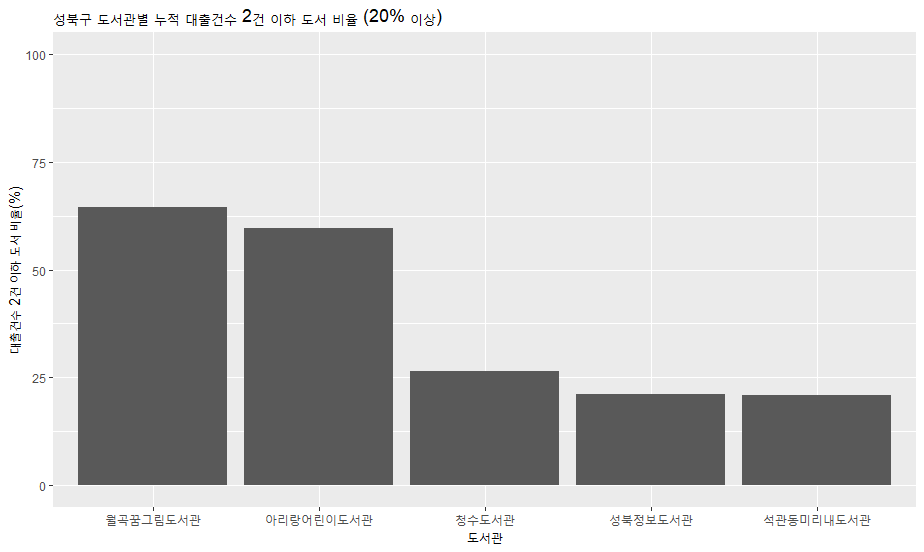 성북구 도서관별 누적 대출건수 2건 이하 도서 비율 (20% 이상)
대출건수 2건 이하 도서 비율(%)
100
75
50
25
0
월곡꿈그림도서관 아리랑어린이도서관 청수도서관 성북정보도서관 석관동미리내도서관
도서관